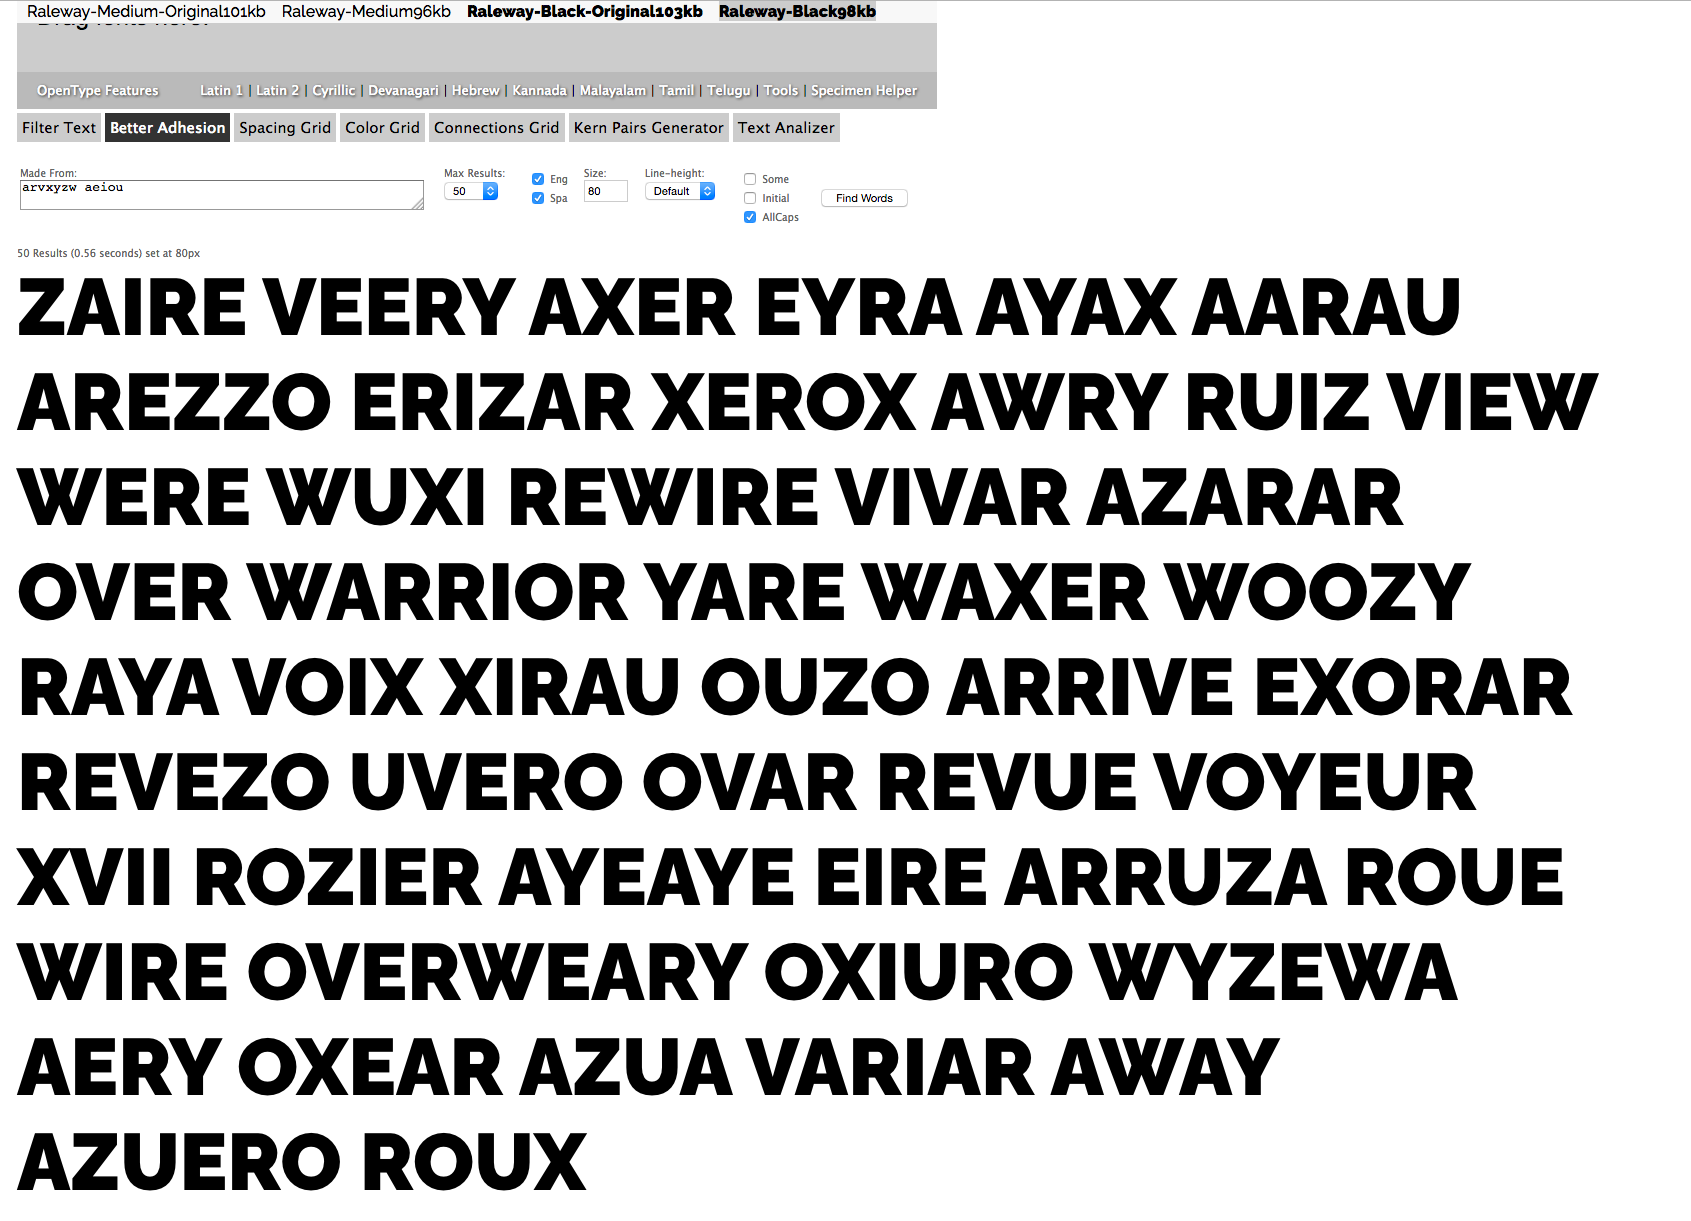 Raleway-Medium-Original101kb Raleway-Medium96kb Raleway-Black-Original103kb Raleway-Black98kb
OpenType Features Latin 1 | Latin 2 | Cyrillic | Devanagari | Hebrew | Kannada | Malayalam | Tamil | Telugu | Tools | Specimen Helper
Filter Text Better Adhesion Spacing Grid Color Grid Connections Grid Kern Pairs Generator Text Analizer
Made From: Max Results: Size: Line-height:
arvxyzw aeiou 50 Eng Spa 80 Default Some Initial AllCaps Find Words
50 Results (0.56 seconds) set at 80px
ZAIRE VEERY AXER EYRA AYAX AARAU
AREZZO ERIZAR XEROX AWRY RUIZ VIEW
WERE WUXI REWIRE VIVAR AZARAR
OVER WARRIOR YARE WAXER WOOZY
RAYA VOIX XIRAU OUZO ARRIVE EXORAR
REVEZO UVERO OVAR REVUE VOYEUR
XVII ROZIER AYEAYE EIRE ARRUZA ROUE
WIRE OVERWEARY OXIURO WYZEWA
AERY OXEAR AZUA VARIAR AWAY
AZUERO ROUX